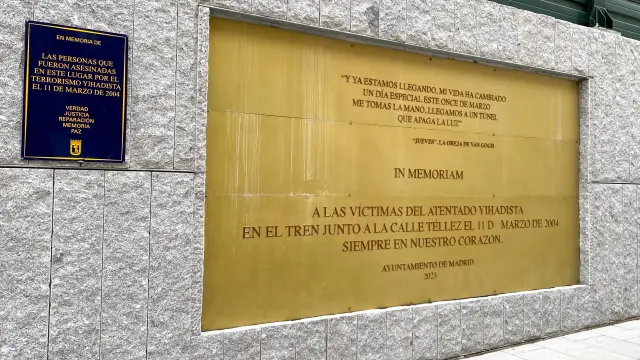 EN MEMORIA DE
LAS PERSONAS QUE
FUERON ASESINADAS
EN ESTE LUGAR POR EL
TERRORISMO YIHADISTA
EL 11 DE MARZO DE 2004
VERDAD
JUSTICIA
REPARACIÓN
MEMORIA
PAZ
“Y YA ESTAMOS LLEGANDO, MI VIDA HA CAMBIADO
UN DÍA ESPECIAL ESTE ONCE DE MARZO
ME TOMAS LA MANO, LLEGAMOS A UN TÚNEL
QUE APAGA LA LUZ”
“JUEVES”. LA OREJA DE VAN GOGH
IN MEMORIAM
A LAS VÍCTIMAS DEL ATENTADO YIHADISTA
EN EL TREN JUNTO A LA CALLE TÉLLEZ EL 11 D MARZO DE 2004
SIEMPRE EN NUESTRO CORAZÓN.
AYUNTAMIENTO DE MADRID
2023